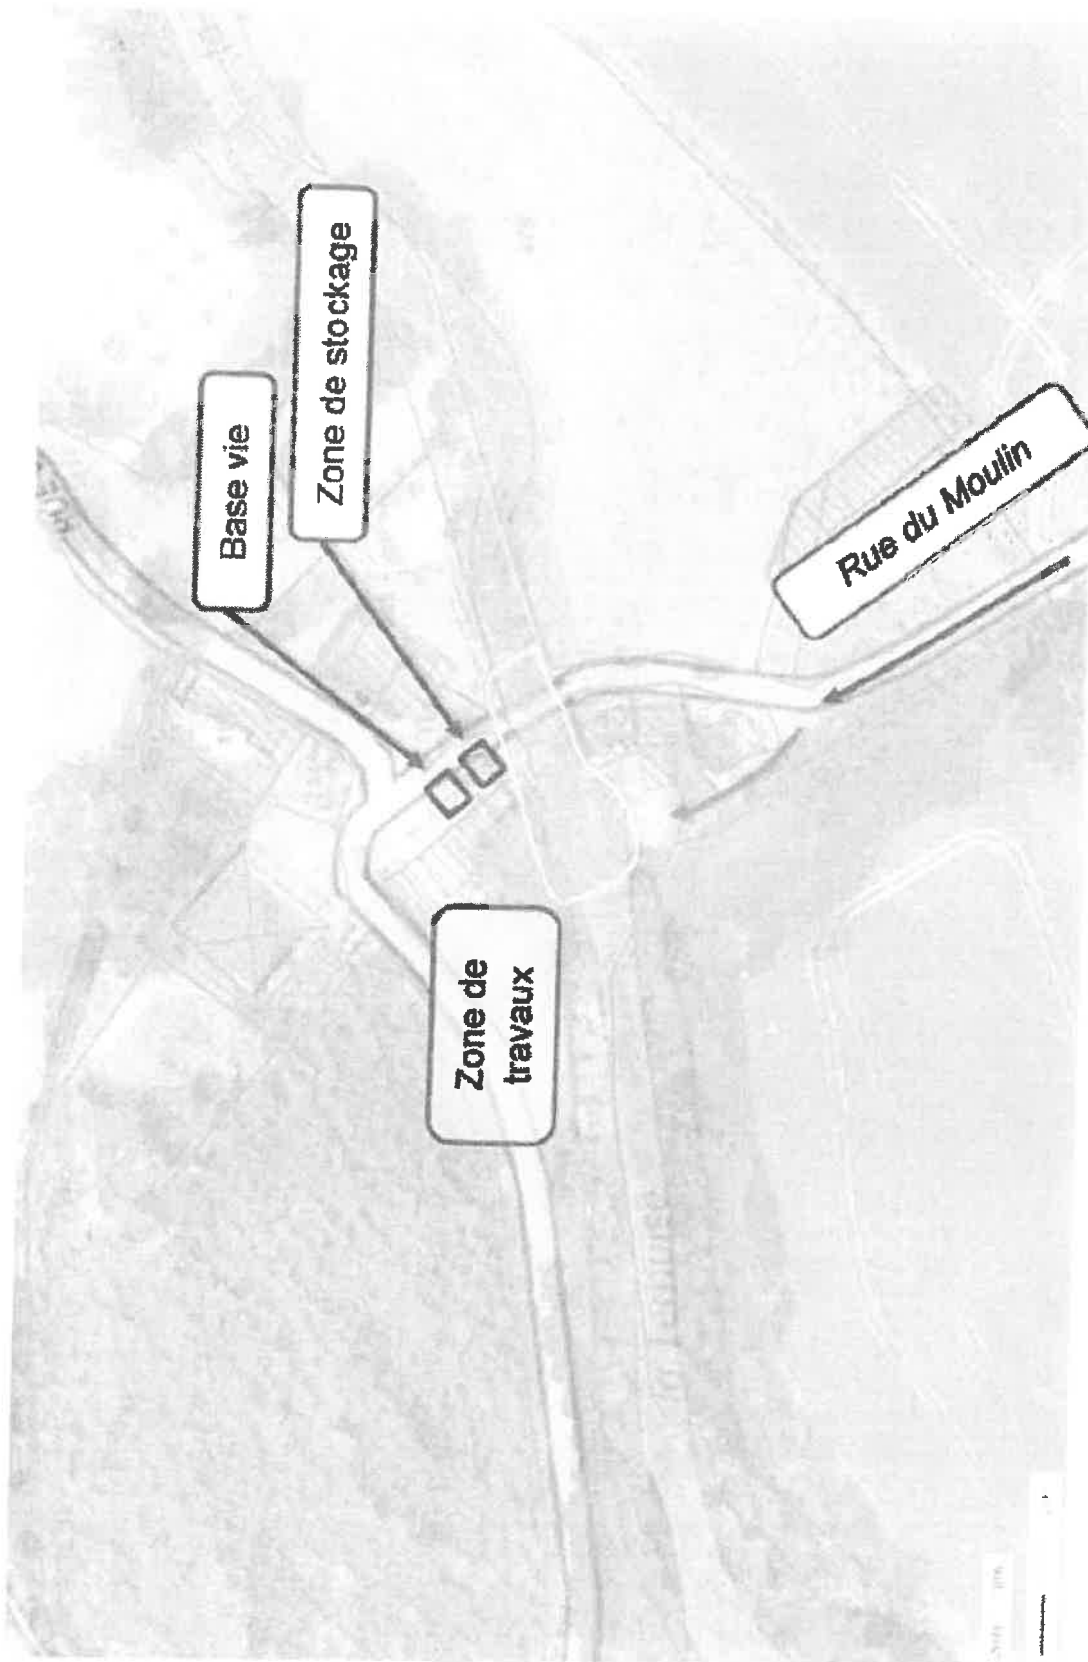 Base vie
Zone de stockage
Zone de
travaux
Rue du Moulin